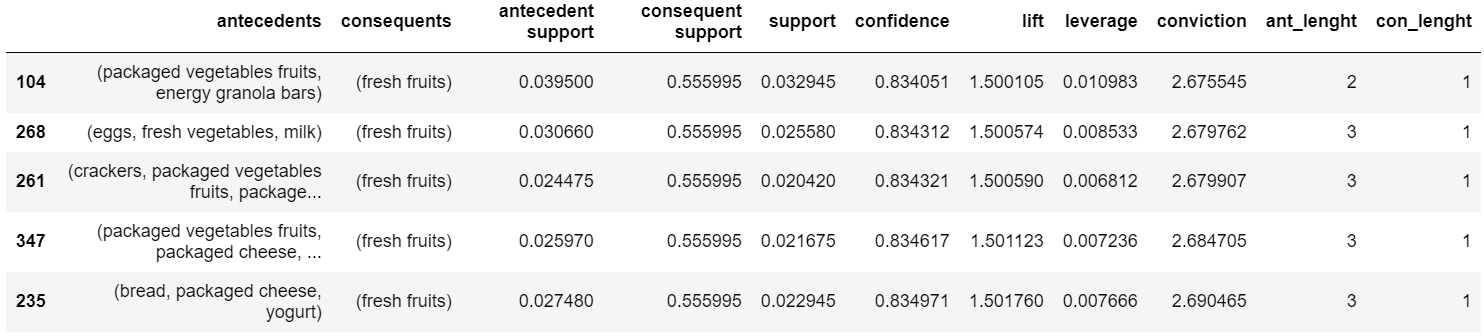 antecedents consequents antecedent support consequent support support confidence lift leverage conviction ant_lenght con_lenght
104 (packaged vegetables fruits, energy granola bars) (fresh fruits) 0.039500 0.555995 0.032945 0.834051 1.500105 0.010983 2.675545 2 1
268 (eggs, fresh vegetables, milk) (fresh fruits) 0.030660 0.555995 0.025580 0.834312 1.500574 0.008533 2.679762 3 1
261 (crackers, packaged vegetables fruits, package... (fresh fruits) 0.024475 0.555995 0.020420 0.834321 1.500590 0.006812 2.679907 3 1
347 (packaged vegetables fruits, packaged cheese, ... (fresh fruits) 0.025970 0.555995 0.021675 0.834617 1.501123 0.007236 2.684705 3 1
235 (bread, packaged cheese, yogurt) (fresh fruits) 0.027480 0.555995 0.022945 0.834971 1.501760 0.007666 2.690465 3 1